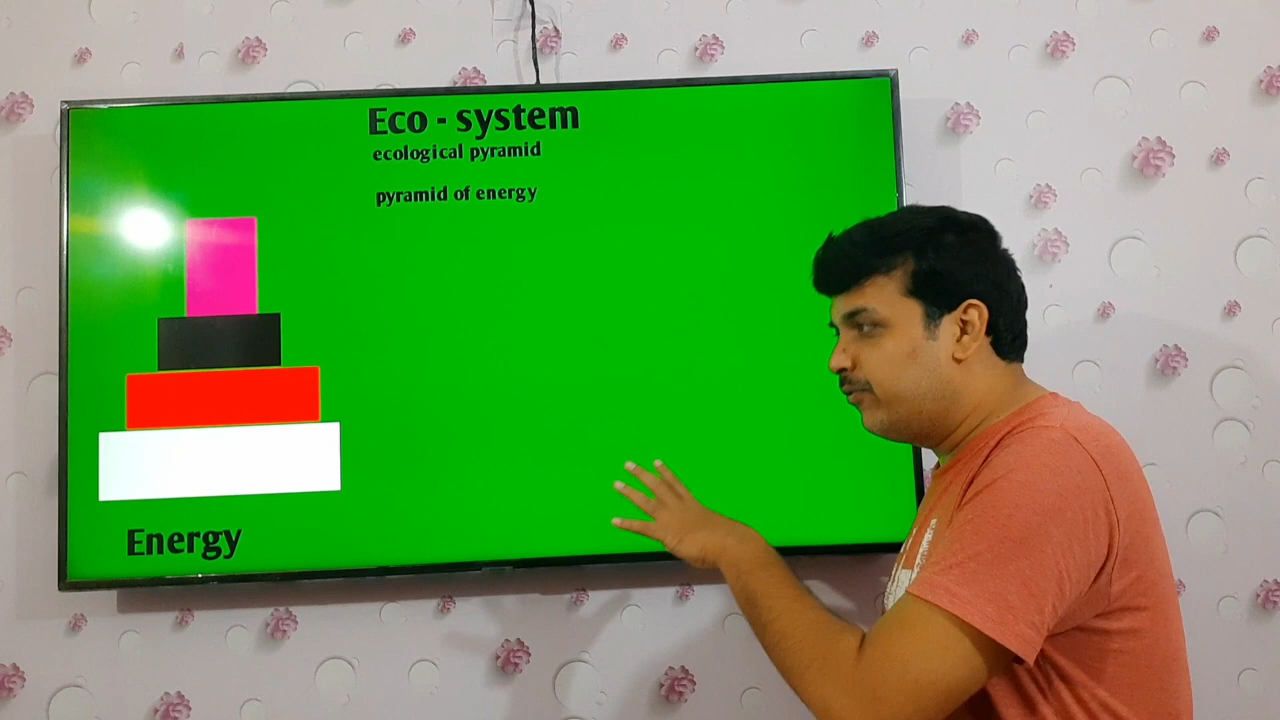 Eco - system
ecological pyramid
pyramid of energy
Energy